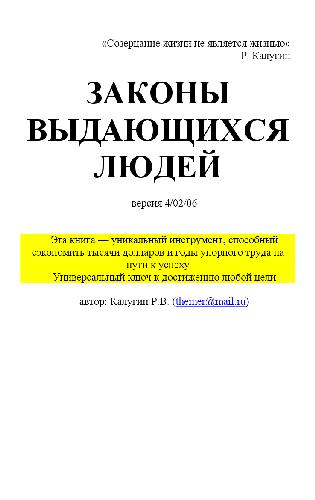 «Созерцание жизни не является жизнью»
Р. Калугин
ЗАКОНЫ
ВЫДАЮЩИХСЯ
ЛЮДЕЙ
версия 4/02/06
Эта книга — уникальный инструмент, способный
сэкономить тысячи долларов и годы упорного труда на
пути к успеху
Универсальный ключ к достижению любой цели
автор: Калугин Р.В. (themer@mail.ru)